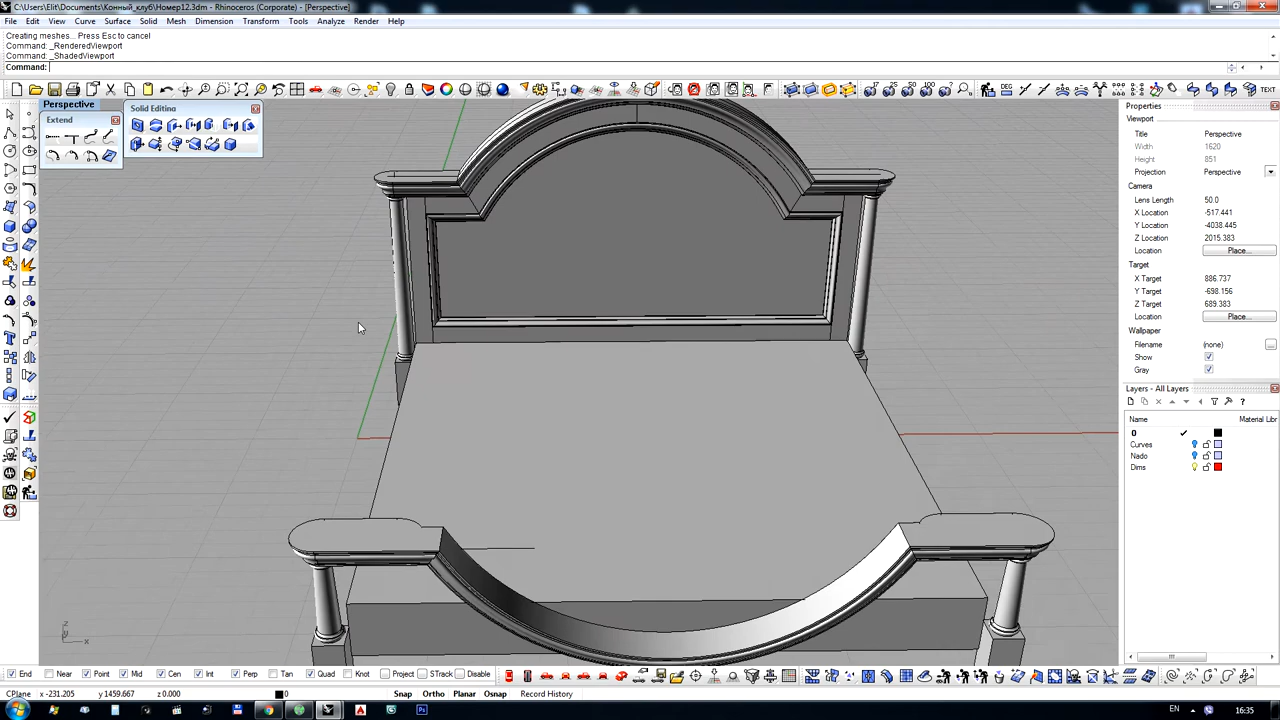 C:\Users\Elit\Documents\Конный_клуб\Номер12.3dm - Rhinoceros (Corporate) - [Perspective]
File Edit View Curve Surface Solid Mesh Dimension Transform Tools Analyze Render Help
Creating meshes... Press Esc to cancel
Command: _RenderedViewport
Command: _ShadedViewport
Command:
TEXT
Perspective
Solid Editing
Extend
Properties
Viewport
Title Perspective
Width 1620
Height 851
Projection Perspective
Camera
Lens Length 50.0
X Location -517.441
Y Location -4038.445
Z Location 2015.383
Location Place...
Target
X Target 886.737
Y Target -698.156
Z Target 689.383
Location Place...
Wallpaper
Filename (none) ...
Show
Gray
Layers - All Layers
Name Material Libr
0
Curves
Nado
Dims
z x
End Near Point Mid Cen Int Perp Tan Quad Knot Project STrack Disable
CPlane x -231.205 y 1459.667 z 0.000 0 Snap Ortho Planar Osnap Record History
EN 16:35